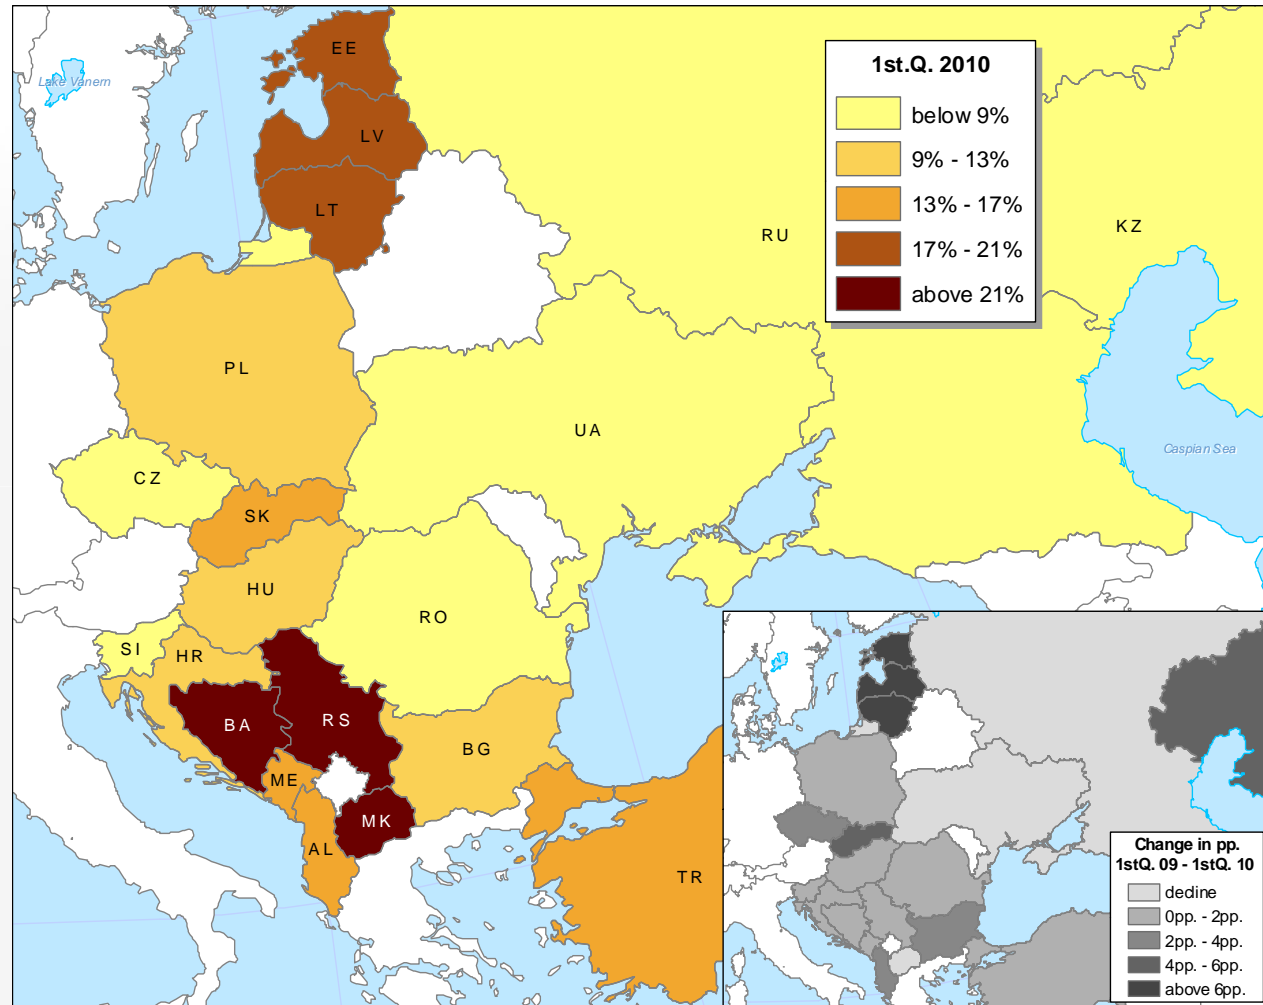 EE
Lake Vanern
LV
LT
RU
KZ
PL
UA
CZ
SK
HU
RO
SI
HR
BA
RS
BG
ME
MK
AL
TR
Caspian Sea
1st.Q. 2010
below 9%
9% - 13%
13% - 17%
17% - 21%
above 21%
Change in pp.
1stQ. 09 - 1stQ. 10
decline
0pp. - 2pp.
2pp. - 4pp.
4pp. - 6pp.
above 6pp.